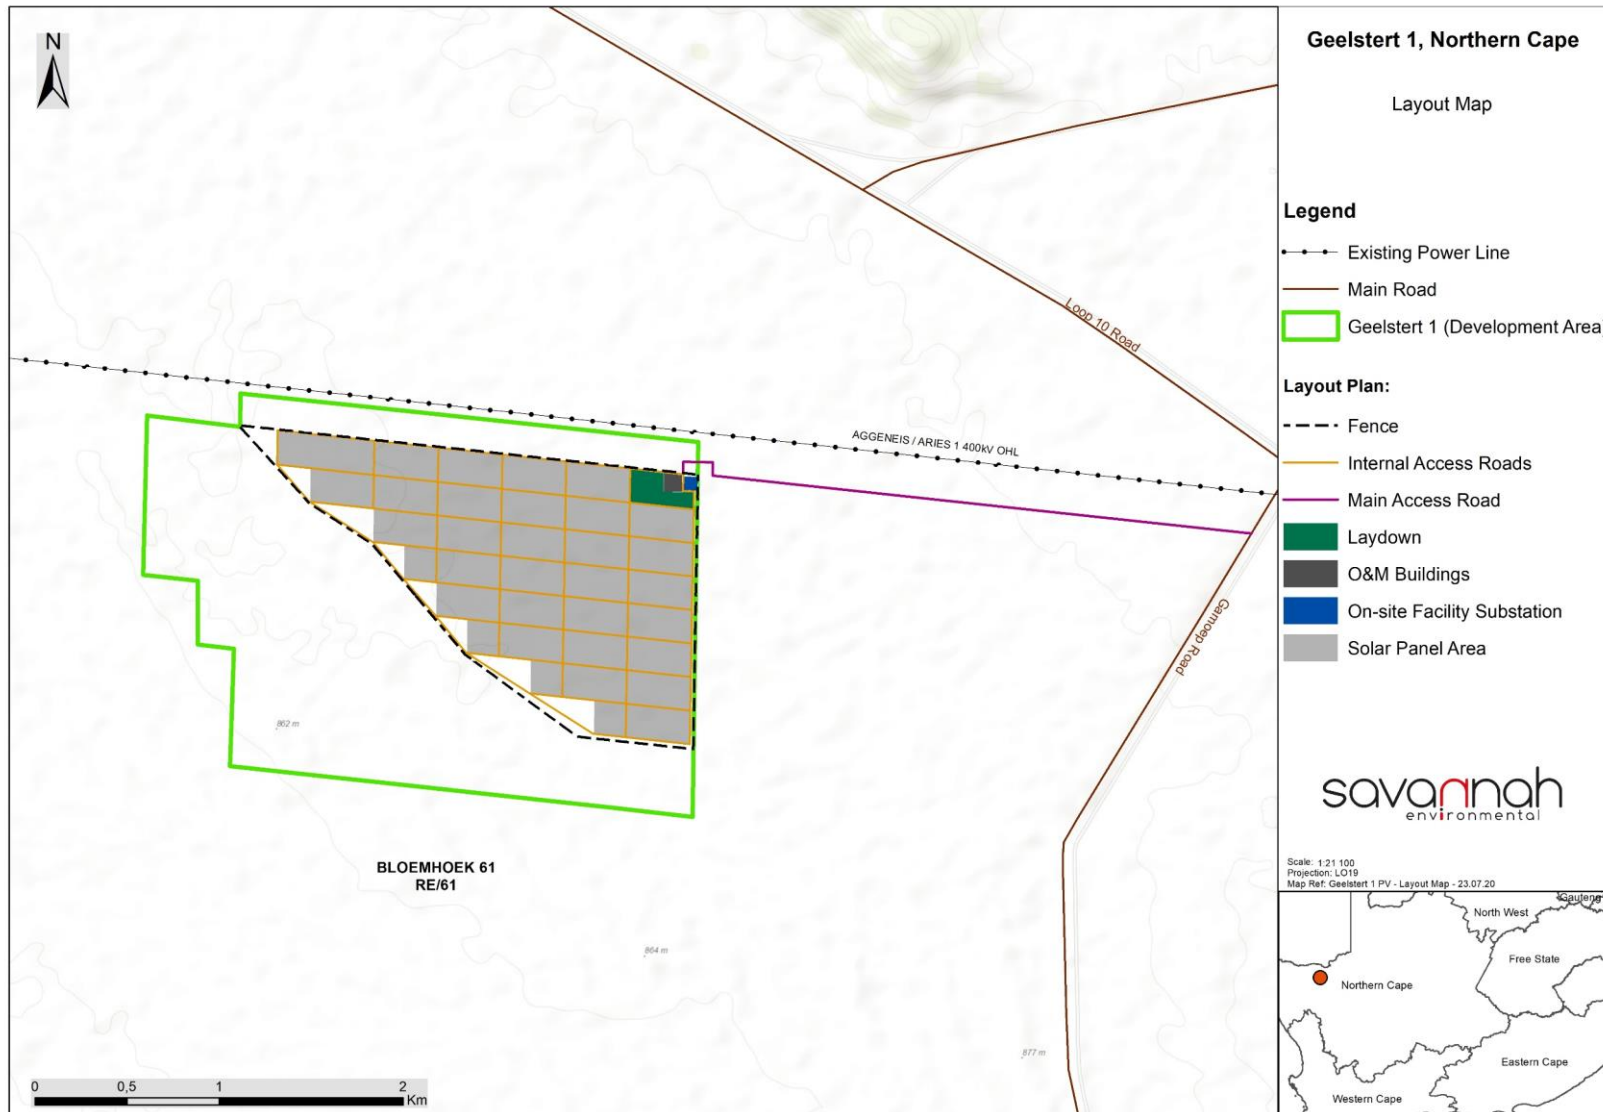 N
Loop 10 Road
AGGENEIS / ARIES 1 400kV OHL
Gamoep Road
862 m
BLOEMHOEK 61
RE/61
864 m
877 m
0 0,5 1 2
Km
Geelstert 1, Northern Cape
Layout Map
Legend
Existing Power Line
Main Road
Geelstert 1 (Development Area)
Layout Plan:
Fence
Internal Access Roads
Main Access Road
Laydown
O&M Buildings
On-site Facility Substation
Solar Panel Area
savannah
environmental
Scale: 1:21 100
Projection: LO19
Map Ref: Geelstert 1 PV - Layout Map - 23.07.20
Gauteng
North West
Free State
Northern Cape
Eastern Cape
Western Cape